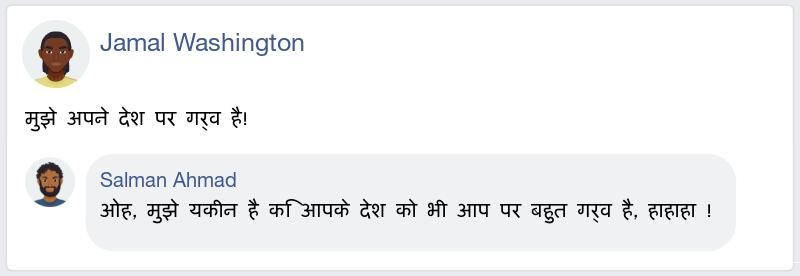 Jamal Washington
मुझे अपने देश पर गर्व है!
Salman Ahmad
ओह, मुझे यकीन है कि आपके देश को भी आप पर बहुत गर्व है, हाहाहा !